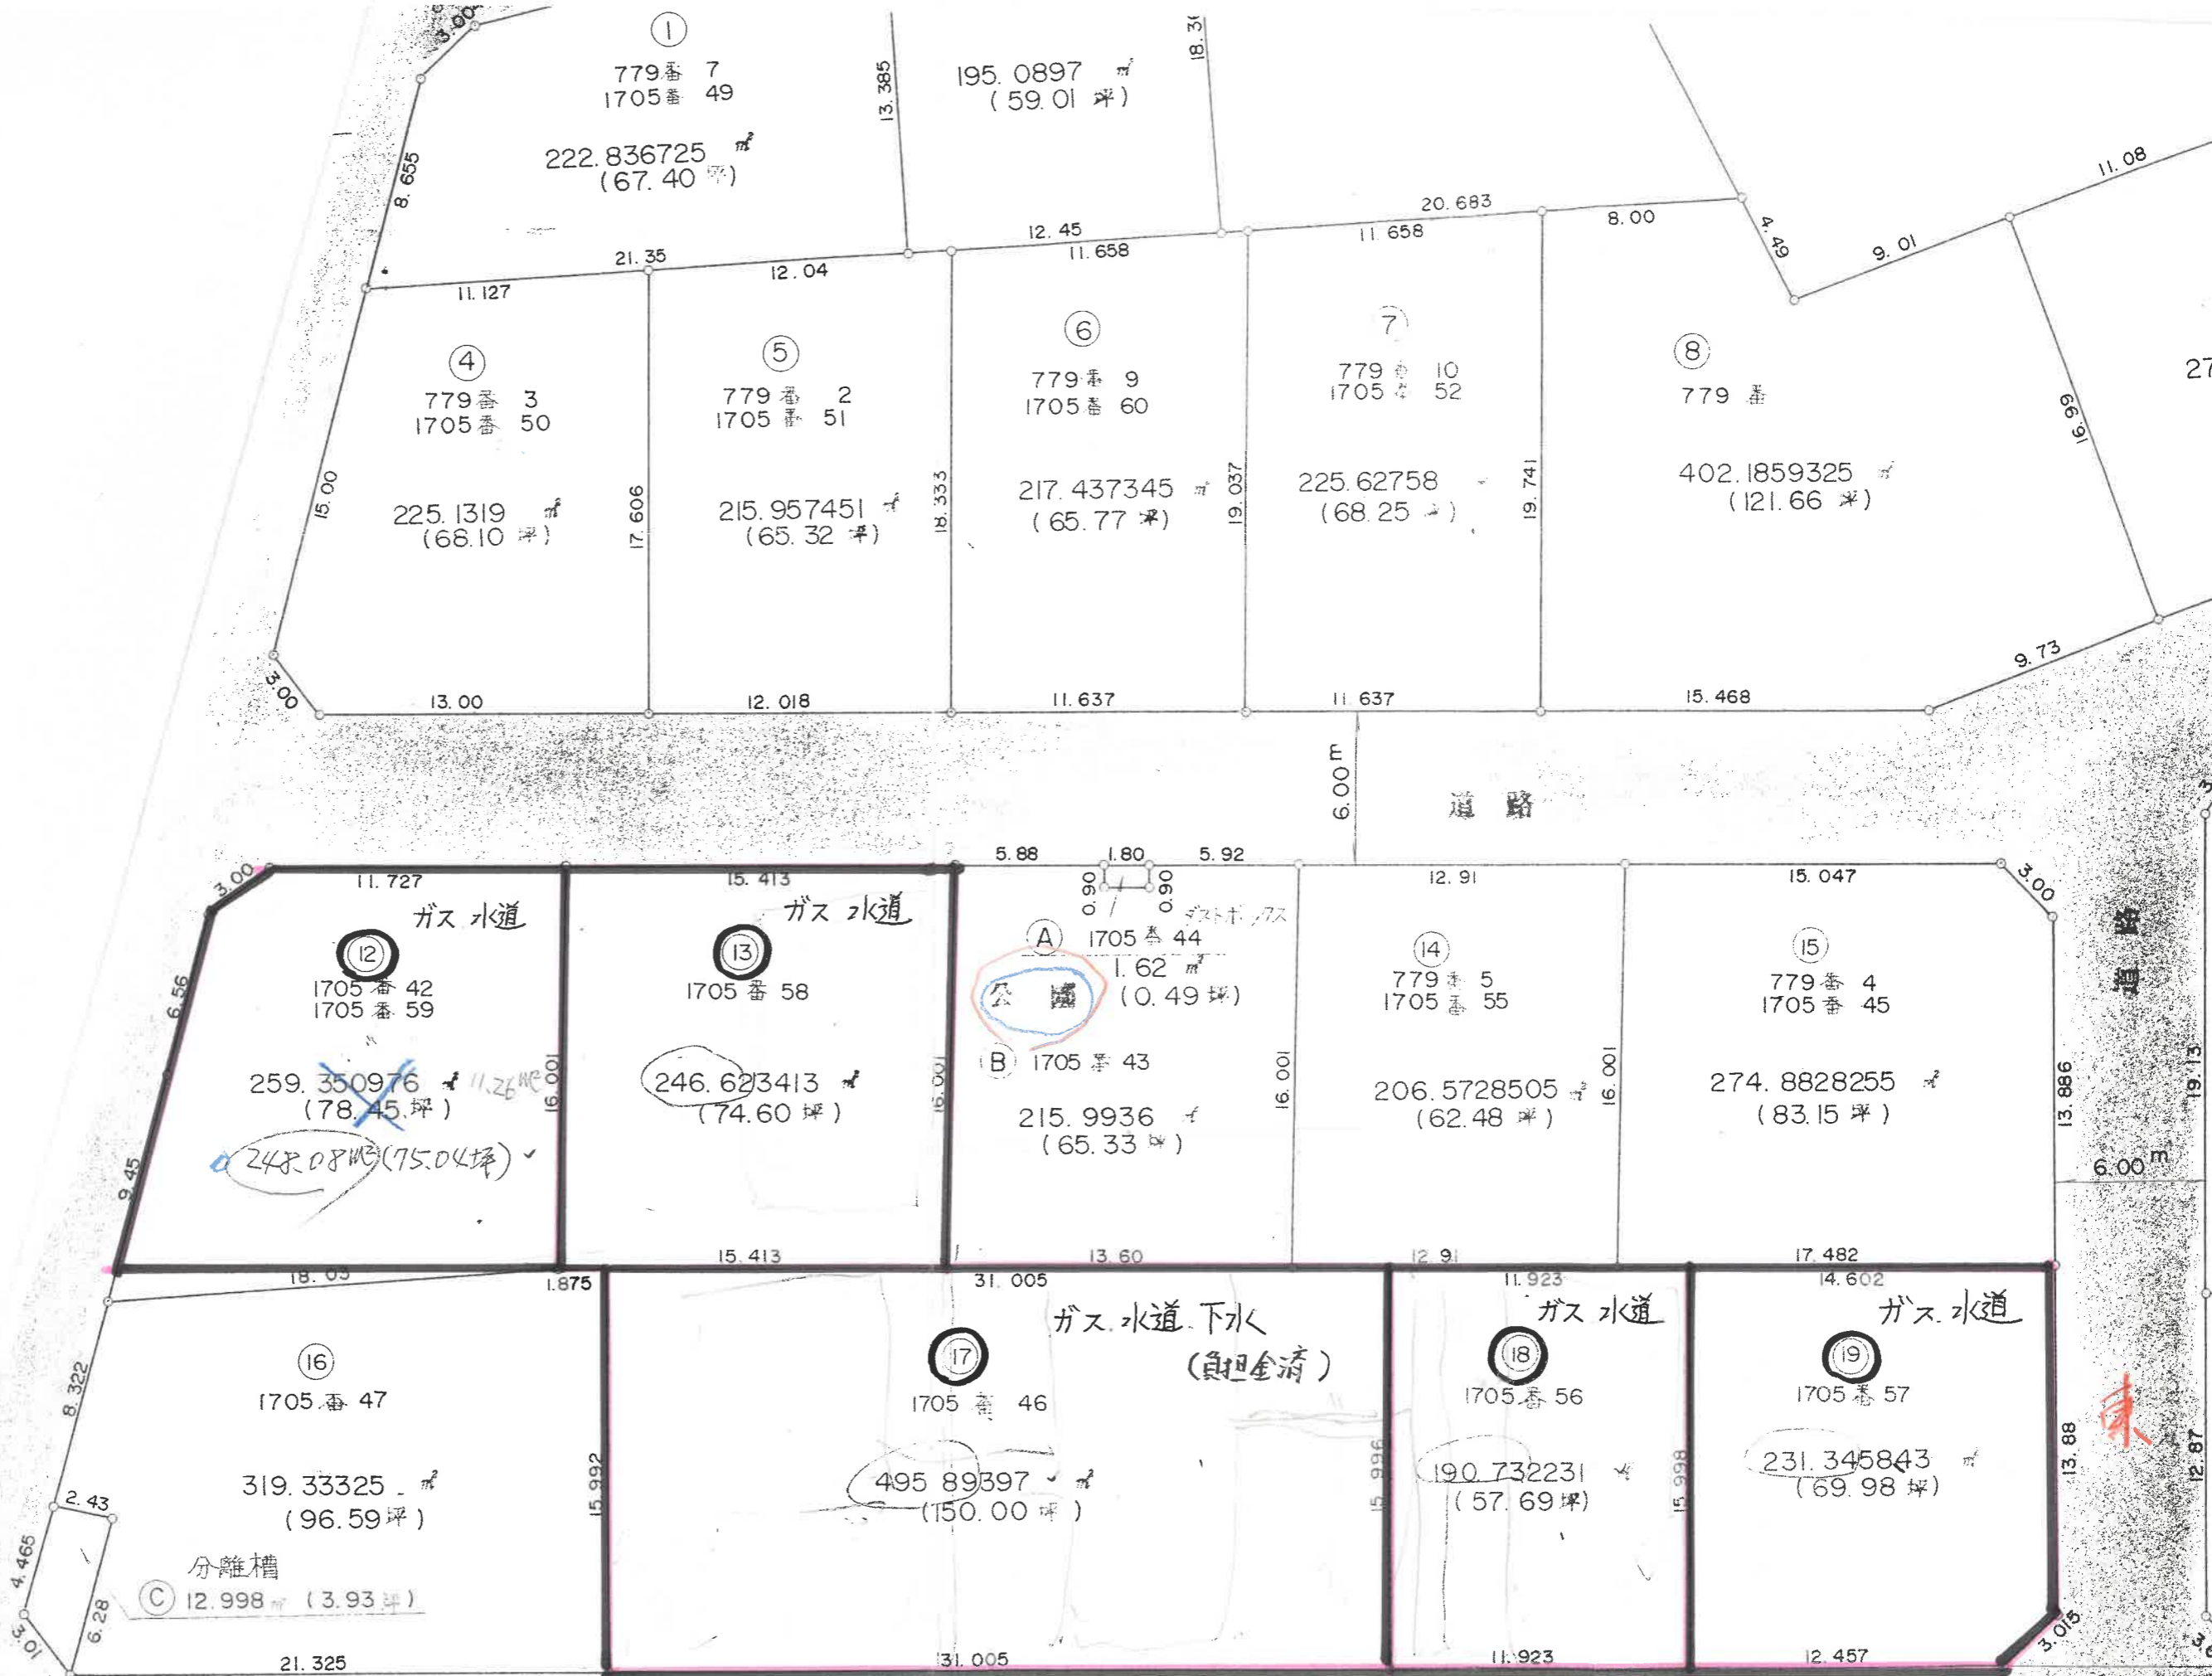 3.00
①
779番 7
1705番 49
222.836725 ㎡
(67.40 坪)
8.655
13.385
195.0897 ㎡
(59.01 坪)
21.35
12.04
12.45
11.658
20.683
11.658
8.00
4.49
9.01
11.08
11.127
④
779番 3
1705番 50
225.1319 ㎡
(68.10 坪)
15.00
3.00
13.00
17.606
⑤
779番 2
1705番 51
215.957451 ㎡
(65.32 坪)
12.018
18.333
⑥
779番 9
1705番 60
217.437345 ㎡
(65.77 坪)
11.637
19.037
⑦
779番 10
1705番 52
225.62758
(68.25 坪)
11.637
19.741
⑧
779番
402.1859325 ㎡
(121.66 坪)
15.468
9.73
16.99
6.00m
道路
3.00
11.727
ガス 水道
⑫
1705番 42
1705番 59
259.350976 ㎡ 11.26㎡
(78.45坪)
248.08㎡(75.04坪)
6.56
9.45
16.001
15.413
ガス 水道
⑬
1705番 58
246.623413 ㎡
(74.60 坪)
15.413
16.001
5.88
1.80
5.92
0.90
0.90
ダストボックス
Ⓐ 1705番 44
1.62 ㎡
公園 (0.49坪)
Ⓑ 1705番 43
215.9936 ㎡
(65.33 坪)
13.60
16.001
12.91
⑭
779番 5
1705番 55
206.5728505 ㎡
(62.48 坪)
12.91
16.001
15.047
3.00
⑮
779番 4
1705番 45
274.8828255 ㎡
(83.15 坪)
17.482
13.886
道路
6.00m
19.13
18.03
1.875
⑯
1705番 47
319.33325 ㎡
(96.59坪)
8.322
2.43
4.465
3.01
6.28
分離槽
Ⓒ 12.998㎡ (3.93坪)
21.325
15.992
31.005
ガス.水道.下水
(負担金済)
⑰
1705番 46
495.89397 ㎡
(150.00坪)
31.005
15.996
11.923
ガス 水道
⑱
1705番 56
190.732231 ㎡
(57.69坪)
11.923
15.998
14.602
ガス.水道
⑲
1705番 57
231.345843 ㎡
(69.98坪)
12.457
3.015
13.88
東
12.87